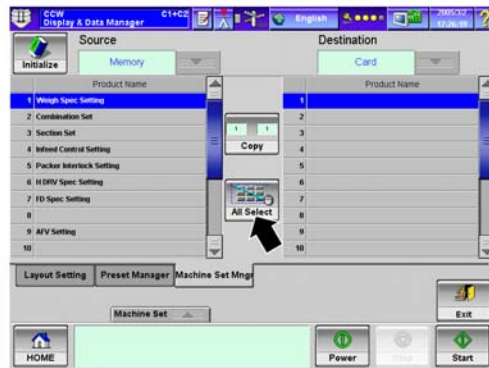 CCW
Display & Data Manager
C1+C2
English
2005:3:2
17:26:19
?
Source
Destination
Initialize
Memory
Card
Product Name
Product Name
1 Weigh Spec Setting
2 Combination Set
3 Section Set
4 Infeed Control Setting
5 Packer Interlock Setting
6 H DRV Spec Setting
7 FD Spec Setting
8
9 AFV Setting
10
1
2
3
4
5
6
7
8
9
10
1 1
Copy
All Select
Layout Setting
Preset Manager
Machine Set Mngr
Machine Set
Exit
HOME
Power
Start